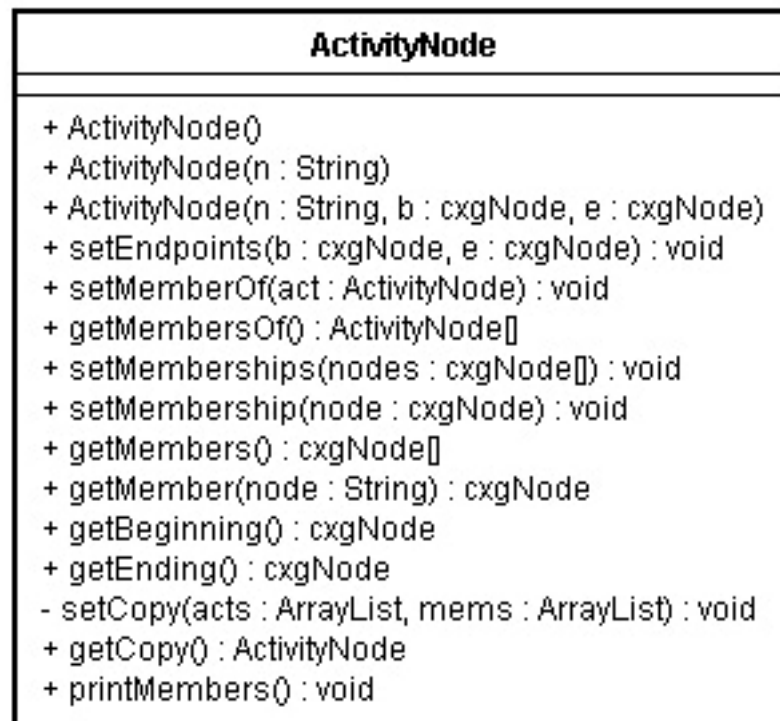 ActivityNode
+ ActivityNode()
+ ActivityNode(n : String)
+ ActivityNode(n : String, b : cxgNode, e : cxgNode)
+ setEndpoints(b : cxgNode, e : cxgNode) : void
+ setMemberOf(act : ActivityNode) : void
+ getMembersOf() : ActivityNode[]
+ setMemberships(nodes : cxgNode[]) : void
+ setMembership(node : cxgNode) : void
+ getMembers() : cxgNode[]
+ getMember(node : String) : cxgNode
+ getBeginning() : cxgNode
+ getEnding() : cxgNode
- setCopy(acts : ArrayList, mems : ArrayList) : void
+ getCopy() : ActivityNode
+ printMembers() : void